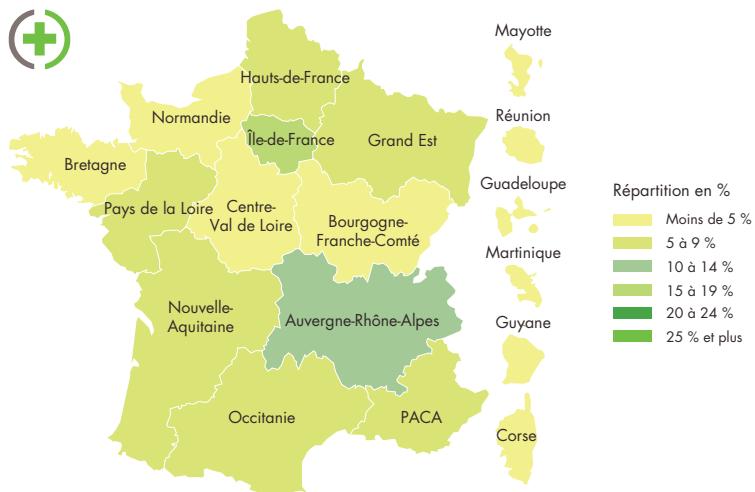 Mayotte
Hauts-de-France
Normandie
Île-de-France
Grand Est
Réunion
Bretagne
Guadeloupe
Pays de la Loire
Centre-
Val de Loire
Bourgogne-
Franche-Comté
Martinique
Nouvelle-
Aquitaine
Auvergne-Rhône-Alpes
Guyane
Occitanie
PACA
Corse
Répartition en %
Moins de 5 %
5 à 9 %
10 à 14 %
15 à 19 %
20 à 24 %
25 % et plus